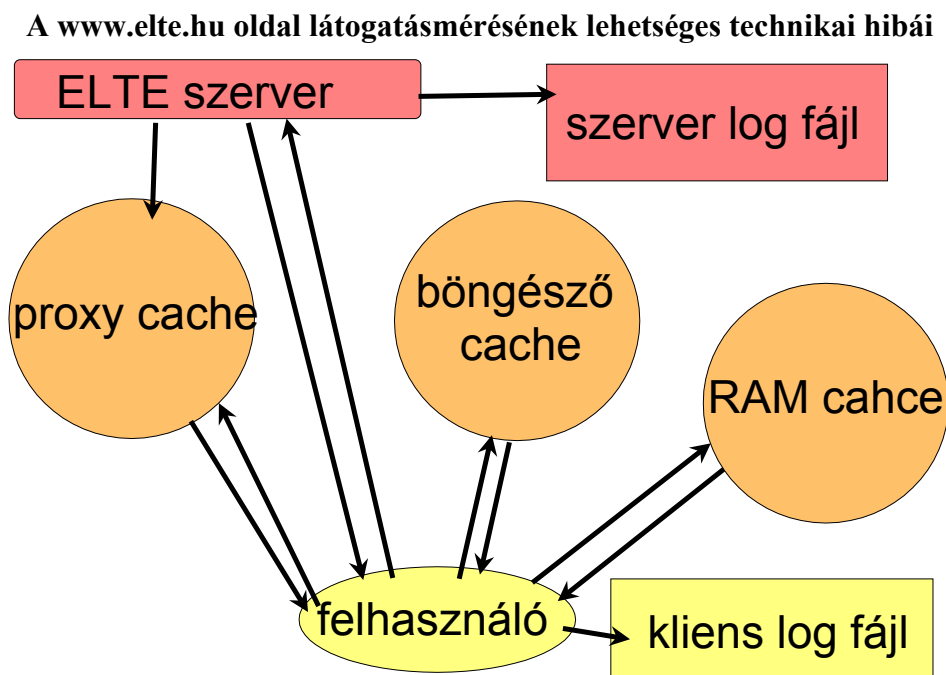 A www.elte.hu oldal látogatásmérésének lehetséges technikai hibái
ELTE szerver
szerver log fájl
proxy cache
böngésző
cache
RAM cahce
felhasználó
kliens log fájl